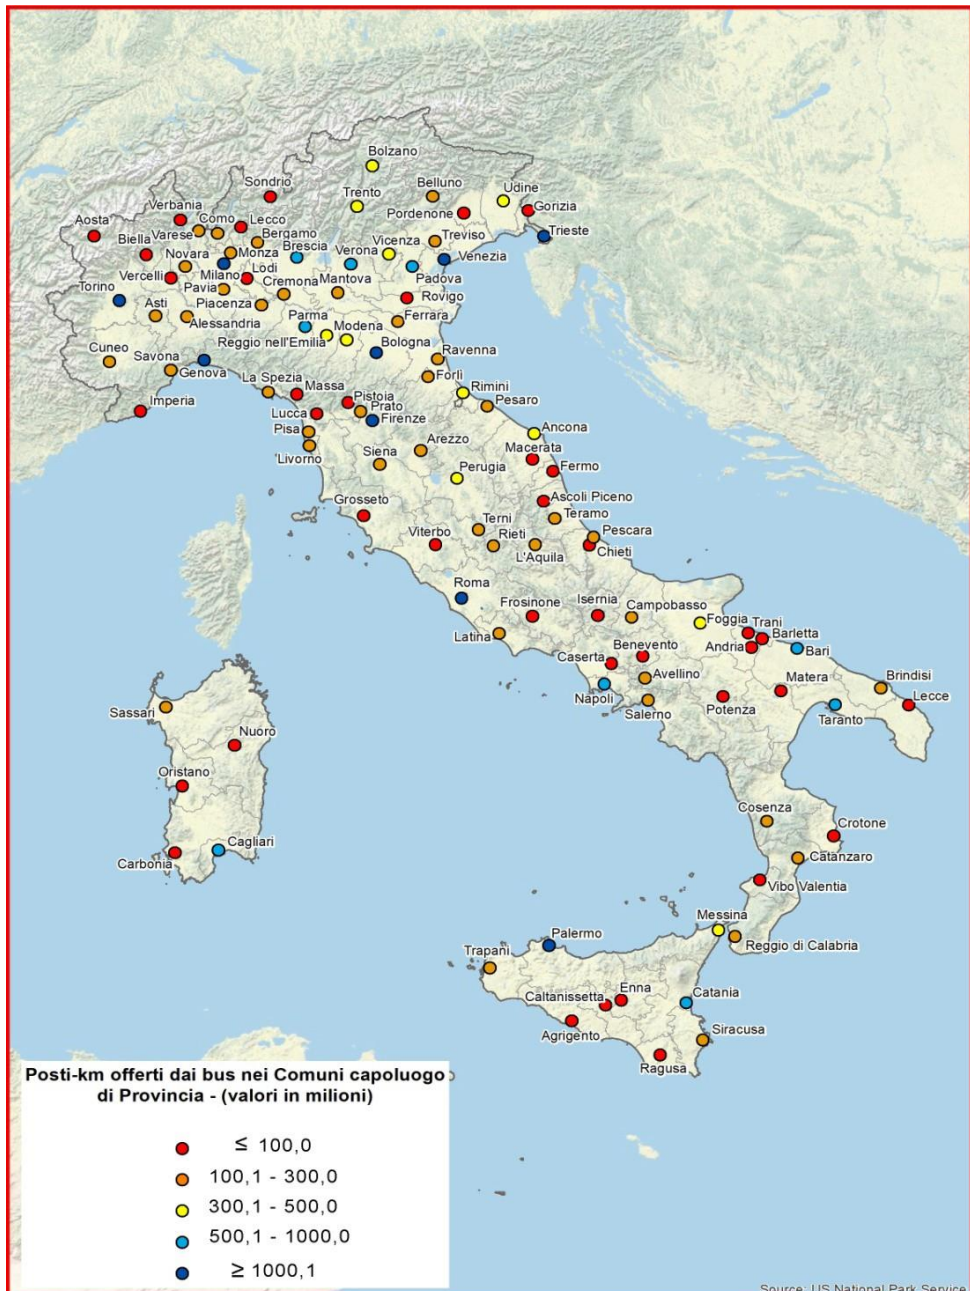 Bolzano
Sondrio
Belluno
Udine
Verbania
Trento
Pordenone
Gorizia
Aosta
Como
Lecco
Varese
Bergamo
Treviso
Trieste
Biella
Brescia
Verona
Vicenza
Novara
Monza
Venezia
Vercelli
Milano
Lodi
Padova
Torino
Pavia
Cremona
Mantova
Asti
Piacenza
Rovigo
Parma
Ferrara
Alessandria
Modena
Reggio nell'Emilia
Bologna
Cuneo
Savona
Ravenna
Genova
Forlì
La Spezia
Massa
Rimini
Imperia
Pistoia
Pesaro
Lucca
Prato
Firenze
Pisa
Ancona
Arezzo
Macerata
Livorno
Siena
Perugia
Fermo
Grosseto
Ascoli Piceno
Terni
Teramo
Viterbo
Rieti
Pescara
L'Aquila
Chieti
Roma
Frosinone
Isernia
Campobasso
Foggia
Trani
Latina
Barletta
Benevento
Andria
Bari
Caserta
Avellino
Matera
Brindisi
Napoli
Salerno
Potenza
Taranto
Lecce
Sassari
Nuoro
Oristano
Cosenza
Crotone
Cagliari
Carbonia
Catanzaro
Vibo Valentia
Messina
Palermo
Reggio di Calabria
Trapani
Enna
Caltanissetta
Catania
Agrigento
Siracusa
Ragusa
Posti-km offerti dai bus nei Comuni capoluogo
di Provincia - (valori in milioni)
≤ 100,0
100,1 - 300,0
300,1 - 500,0
500,1 - 1000,0
≥ 1000,1
Source: US National Park Service